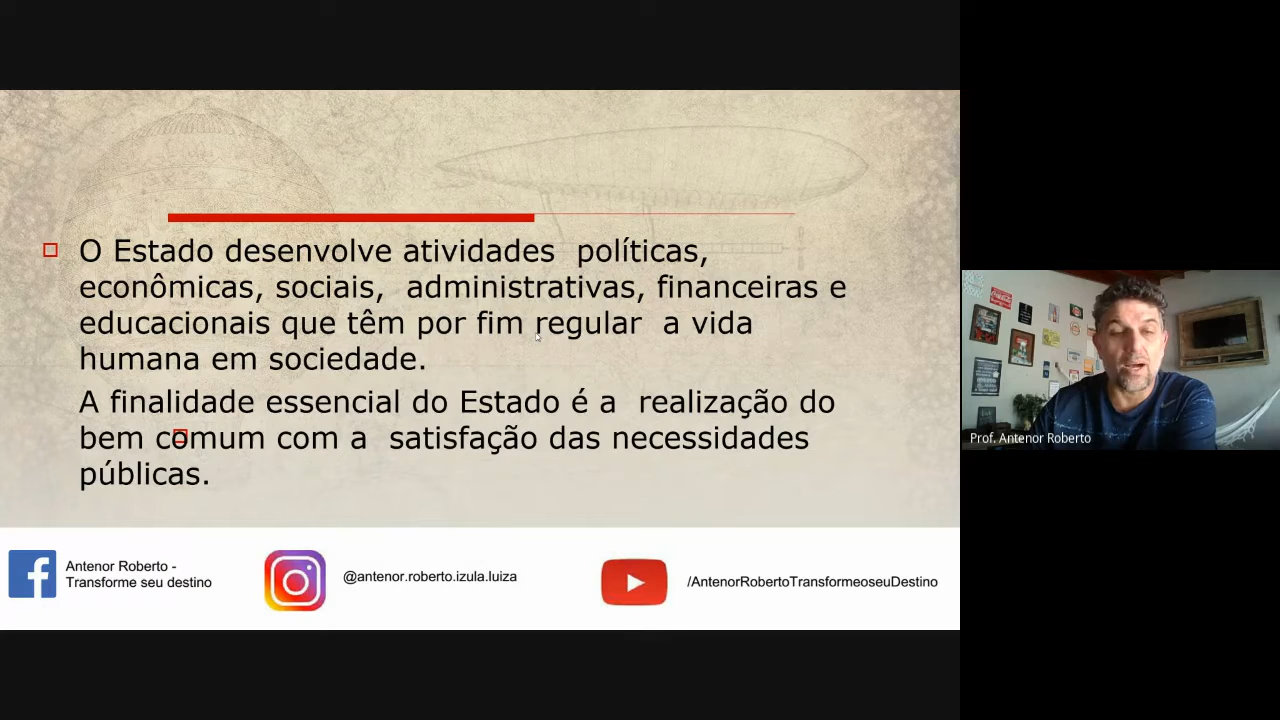 O Estado desenvolve atividades  políticas,
econômicas, sociais,  administrativas, financeiras e
educacionais que têm por fim regular  a vida
humana em sociedade.
A finalidade essencial do Estado é a  realização do
bem comum com a  satisfação das necessidades
públicas.
Antenor Roberto -
Transforme seu destino
@antenor.roberto.izula.luiza
/AntenorRobertoTransformeoseuDestino
Prof. Antenor Roberto